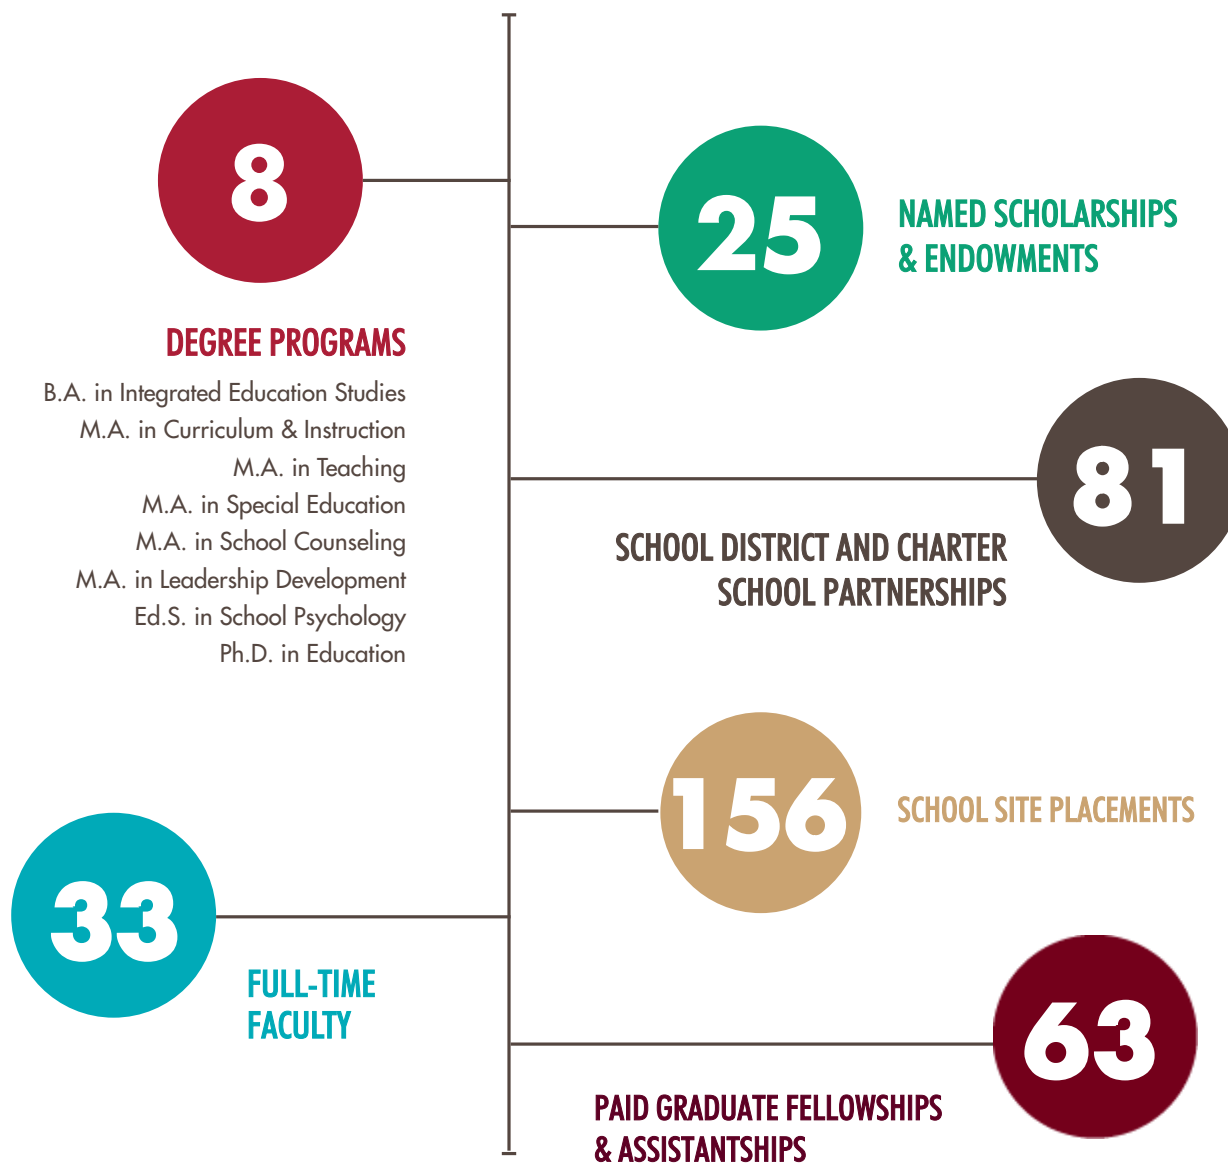 8
DEGREE PROGRAMS
B.A. in Integrated Education Studies
M.A. in Curriculum & Instruction
M.A. in Teaching
M.A. in Special Education
M.A. in School Counseling
M.A. in Leadership Development
Ed.S. in School Psychology
Ph.D. in Education
25
NAMED SCHOLARSHIPS
& ENDOWMENTS
81
SCHOOL DISTRICT AND CHARTER
SCHOOL PARTNERSHIPS
156
SCHOOL SITE PLACEMENTS
33
FULL-TIME
FACULTY
63
PAID GRADUATE FELLOWSHIPS
& ASSISTANTSHIPS